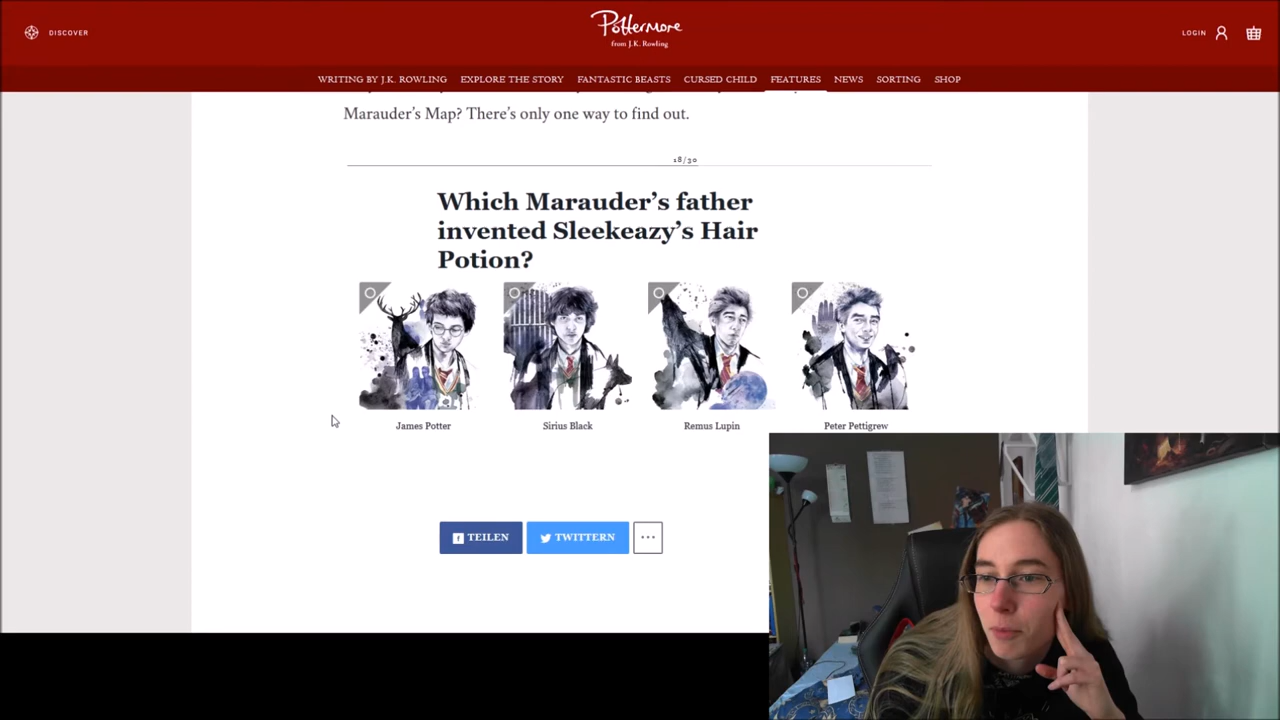 DISCOVER
Pottermore
from J.K. Rowling
LOGIN
WRITING BY J.K. ROWLING EXPLORE THE STORY FANTASTIC BEASTS CURSED CHILD FEATURES NEWS SORTING SHOP
Marauder's Map? There's only one way to find out.
18/30
Which Marauder's father
invented Sleekeazy's Hair
Potion?
James Potter Sirius Black Remus Lupin Peter Pettigrew
TEILEN TWITTERN